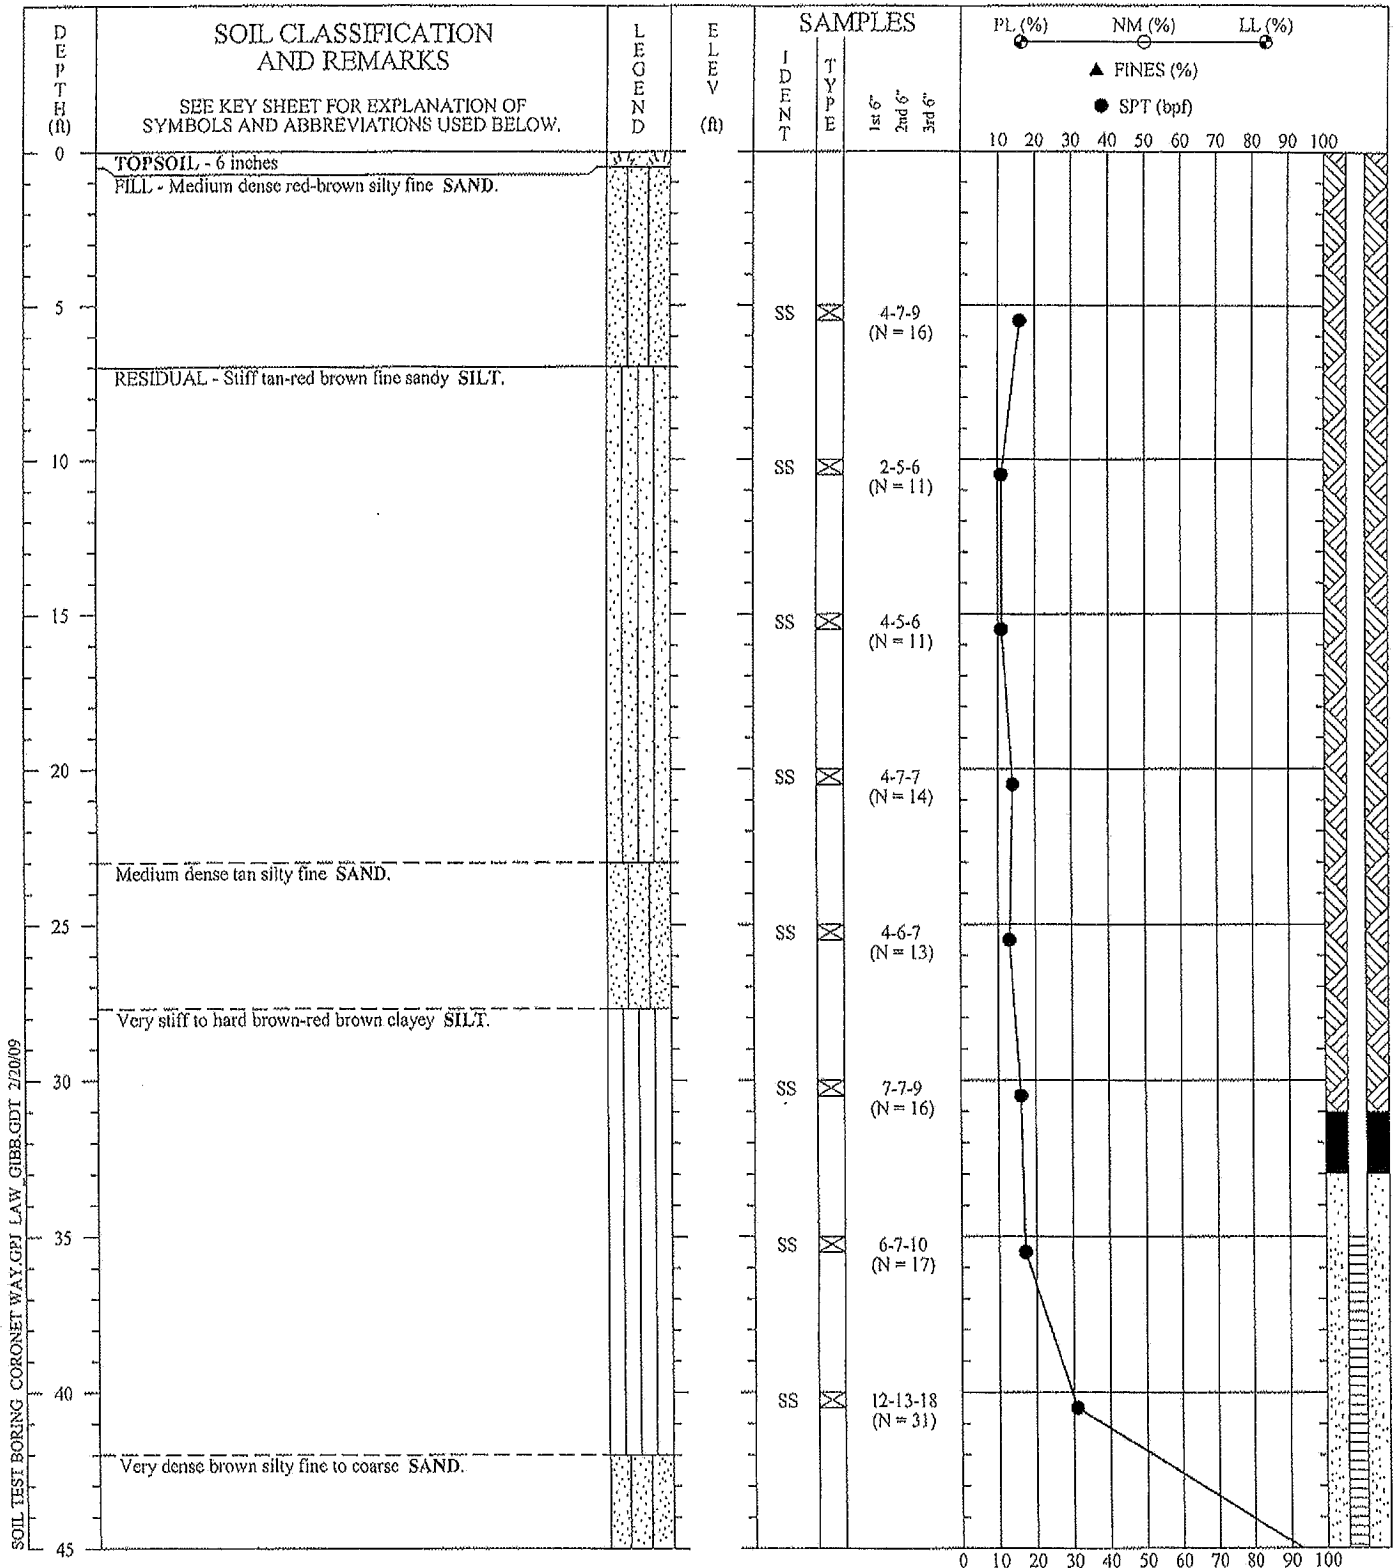 DEPTH (ft)
SOIL CLASSIFICATION
AND REMARKS
SEE KEY SHEET FOR EXPLANATION OF
SYMBOLS AND ABBREVIATIONS USED BELOW.
LEGEND
ELEV (ft)
SAMPLES
IDENT
TYPE
1st 6"
2nd 6"
3rd 6"
PL (%) NM (%) LL (%)
▲ FINES (%)
● SPT (bpf)
10 20 30 40 50 60 70 80 90 100
0
TOPSOIL - 6 inches
FILL - Medium dense red-brown silty fine SAND.
5
SS
4-7-9
(N = 16)
RESIDUAL - Stiff tan-red brown fine sandy SILT.
10
SS
2-5-6
(N = 11)
15
SS
4-5-6
(N = 11)
20
SS
4-7-7
(N = 14)
Medium dense tan silty fine SAND.
25
SS
4-6-7
(N = 13)
Very stiff to hard brown-red brown clayey SILT.
30
SS
7-7-9
(N = 16)
35
SS
6-7-10
(N = 17)
40
SS
12-13-18
(N = 31)
Very dense brown silty fine to coarse SAND.
45
0 10 20 30 40 50 60 70 80 90 100
SOIL TEST BORING CORONET WAY.GPJ LAW_GIBB.GDT 2/20/09